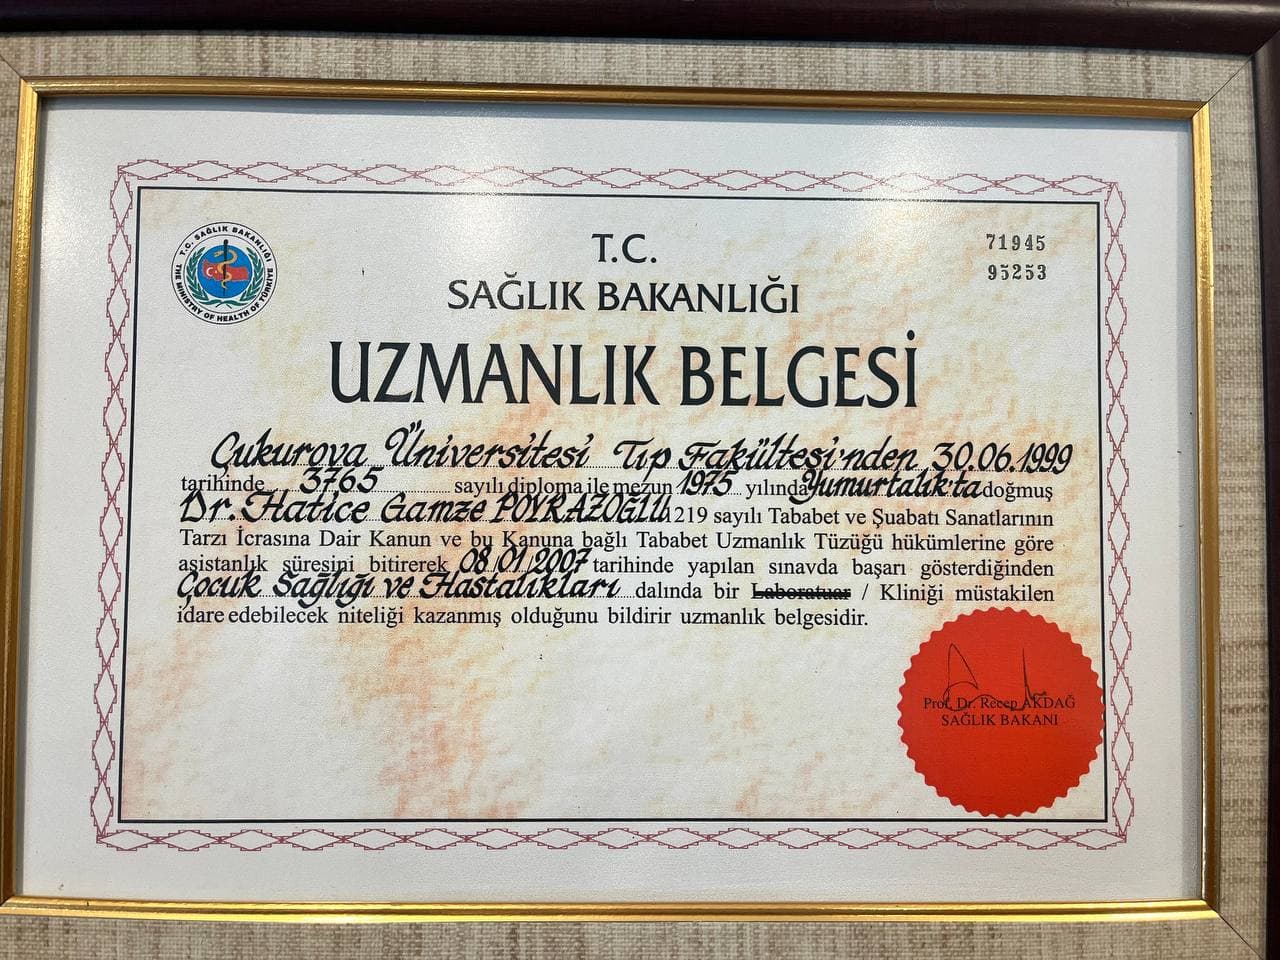 T.C. SAĞLIK BAKANLIĞI
THE MINISTRY OF HEALTH OF TÜRKİYE
71945
95253
T.C.
SAĞLIK BAKANLIĞI
UZMANLIK BELGESİ
Çukurova Üniversitesi Tıp Fakültesi'nden 30.06.1999
tarihinde 3765 sayılı diploma ile mezun 1975 yılında Yumurtalık'ta doğmuş
Dr. Hatice Gamze POYRAZOĞLU 1219 sayılı Tababet ve Şuabatı Sanatlarının
Tarzı İcrasına Dair Kanun ve bu Kanuna bağlı Tababet Uzmanlık Tüzüğü hükümlerine göre
asistanlık süresini bitirerek 08/01/2007 tarihinde yapılan sınavda başarı gösterdiğinden
Çocuk Sağlığı ve Hastalıkları dalında bir Laboratuar / Kliniği müstakilen
idare edebilecek niteliği kazanmış olduğunu bildirir uzmanlık belgesidir.
Prof. Dr. Recep AKDAĞ
SAĞLIK BAKANI